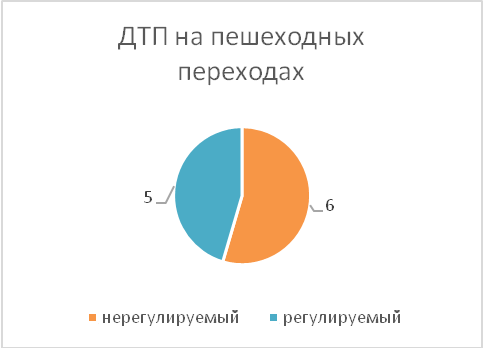 ДТП на пешеходных
переходах
5
6
нерегулируемый
регулируемый